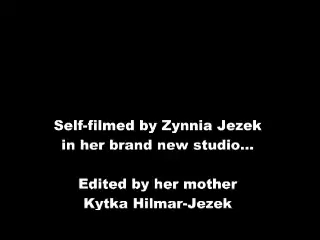 Self-filmed by Zynnia Jezek
in her brand new studio...
Edited by her mother
Kytka Hilmar-Jezek